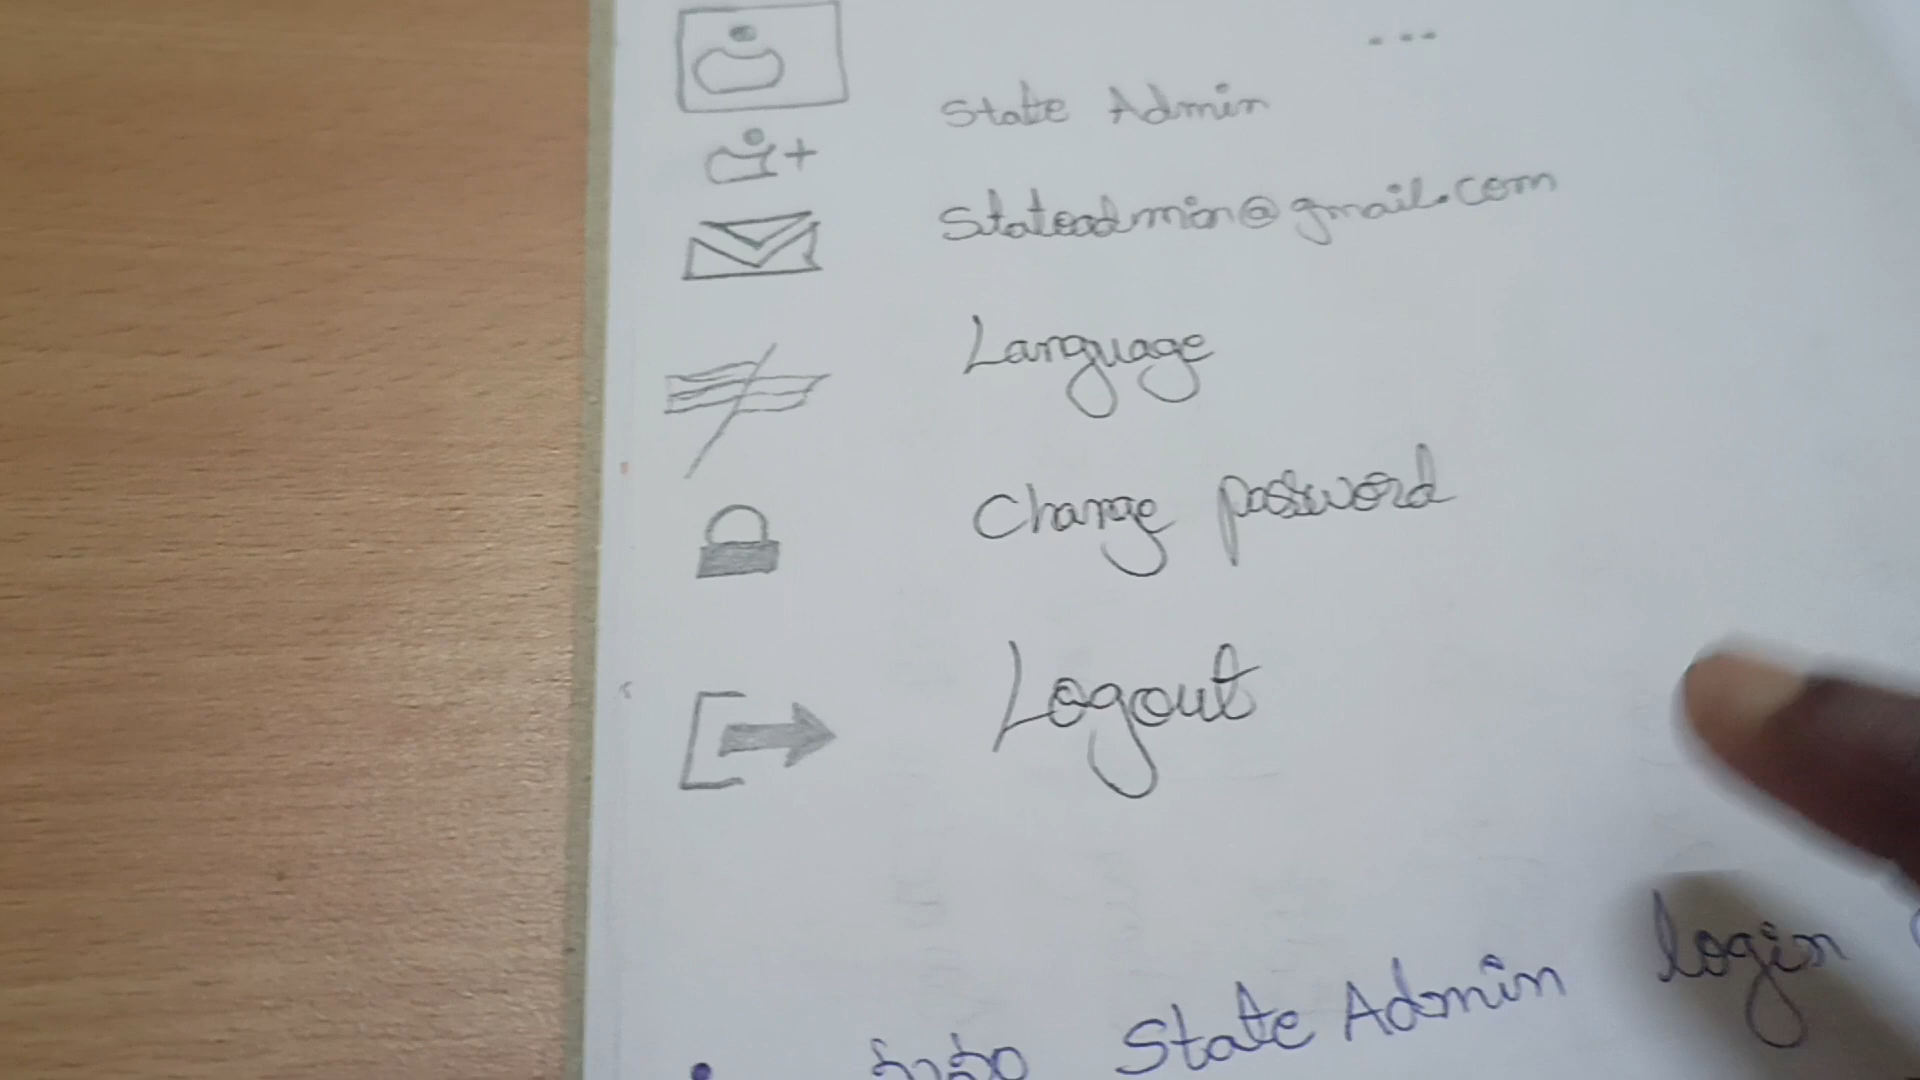 ...
State Admin
Stateadmin@gmail.com
Language
Change password
Logout
State Admin login